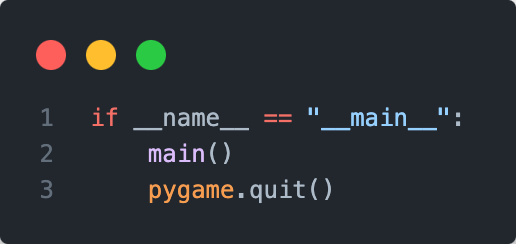 1 if __name__ == "__main__":
2     main()
3     pygame.quit()